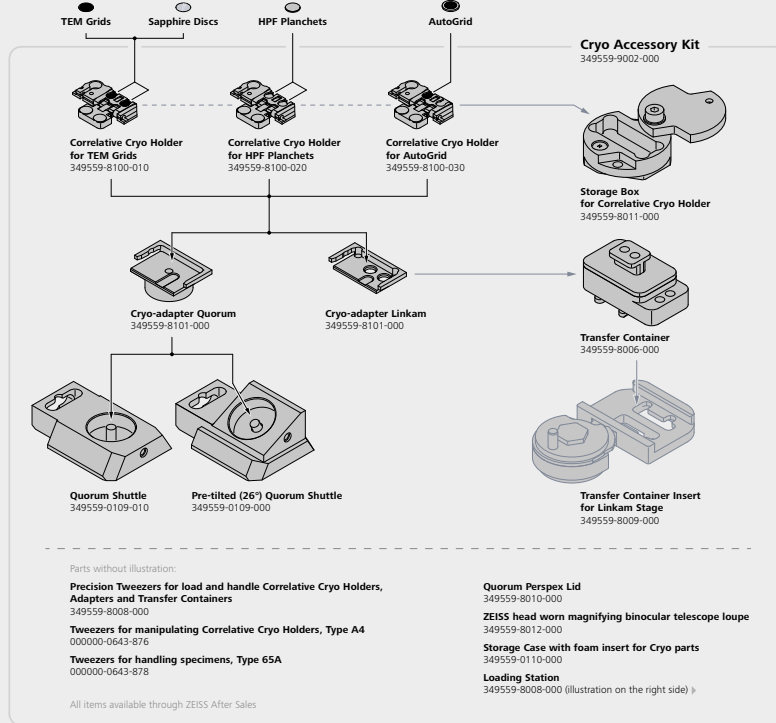 TEM Grids
Sapphire Discs
HPF Planchets
AutoGrid
Cryo Accessory Kit
349559-9002-000
Correlative Cryo Holder
for TEM Grids
349559-8100-010
Correlative Cryo Holder
for HPF Planchets
349559-8100-020
Correlative Cryo Holder
for AutoGrid
349559-8100-030
Storage Box
for Correlative Cryo Holder
349559-8011-000
Cryo-adapter Quorum
349559-8101-000
Cryo-adapter Linkam
349559-8101-000
Transfer Container
349559-8006-000
Quorum Shuttle
349559-0109-010
Pre-tilted (26°) Quorum Shuttle
349559-0109-000
Transfer Container Insert
for Linkam Stage
349559-8009-000
Parts without illustration:
Precision Tweezers for load and handle Correlative Cryo Holders,
Adapters and Transfer Containers
349559-8008-000
Tweezers for manipulating Correlative Cryo Holders, Type A4
000000-0643-876
Tweezers for handling specimens, Type 65A
000000-0643-878
Quorum Perspex Lid
349559-8010-000
ZEISS head worn magnifying binocular telescope loupe
349559-8012-000
Storage Case with foam insert for Cryo parts
349559-0110-000
Loading Station
349559-8008-000 (illustration on the right side)
All items available through ZEISS After Sales